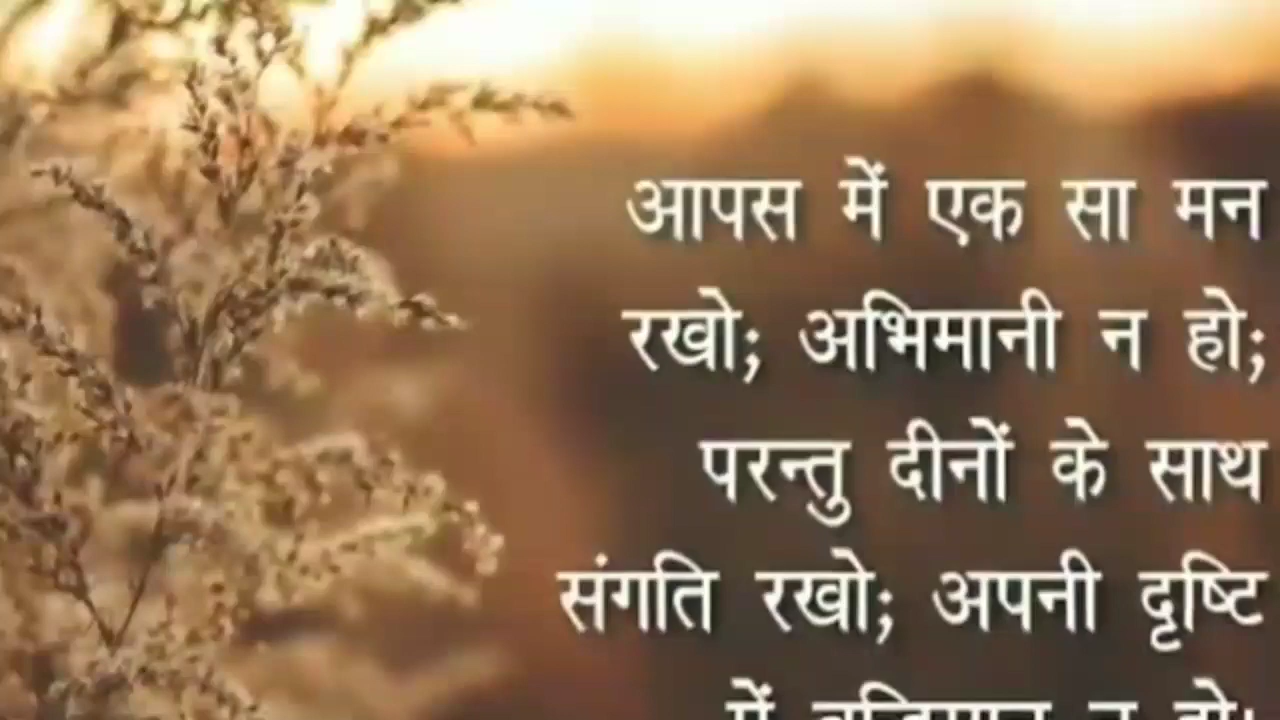 आपस में एक सा मन
रखो; अभिमानी न हो;
परन्तु दीनों के साथ
संगति रखो; अपनी दृष्टि
में बुद्धिमान न हो;